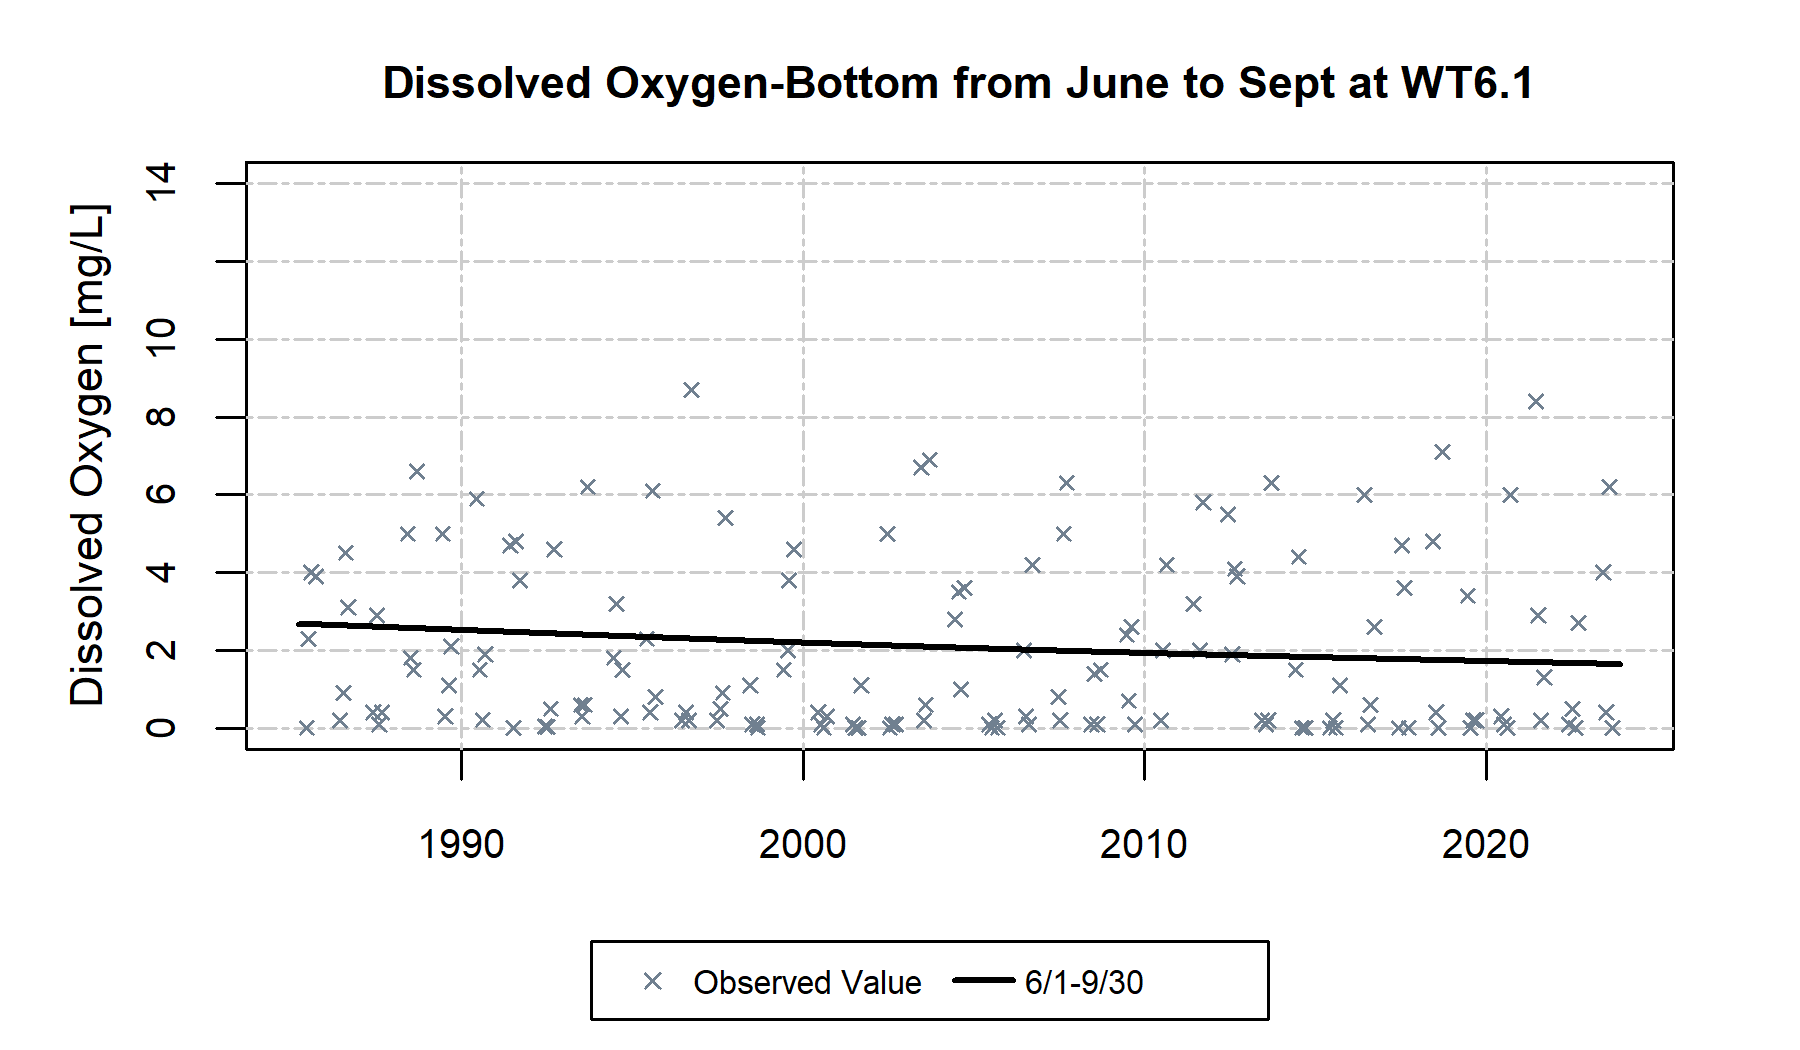 Dissolved Oxygen-Bottom from June to Sept at WT6.1
Dissolved Oxygen [mg/L]
14
10
8
6
4
2
0
1990 2000 2010 2020
Observed Value 6/1-9/30